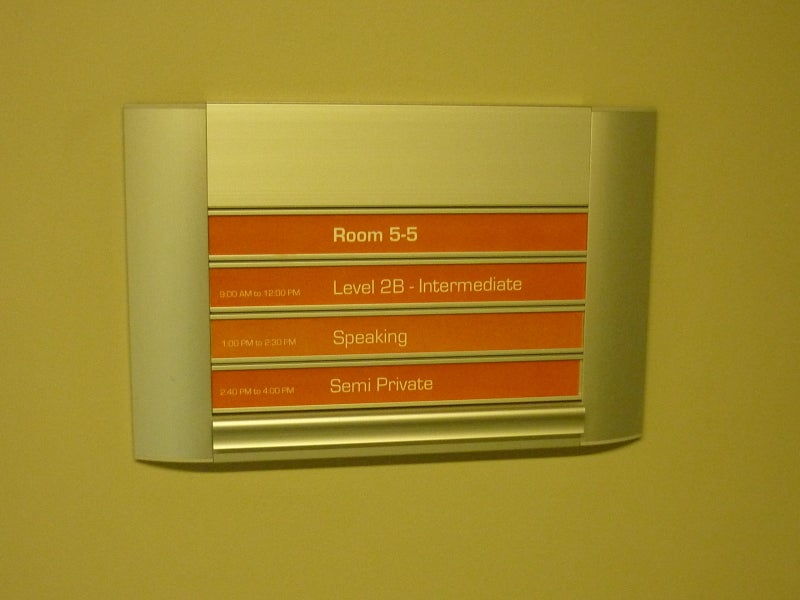 Room 5-5
9:00 AM to 12:00 PM Level 2B - Intermediate
1:00 PM to 2:30 PM Speaking
2:40 PM to 4:00 PM Semi Private